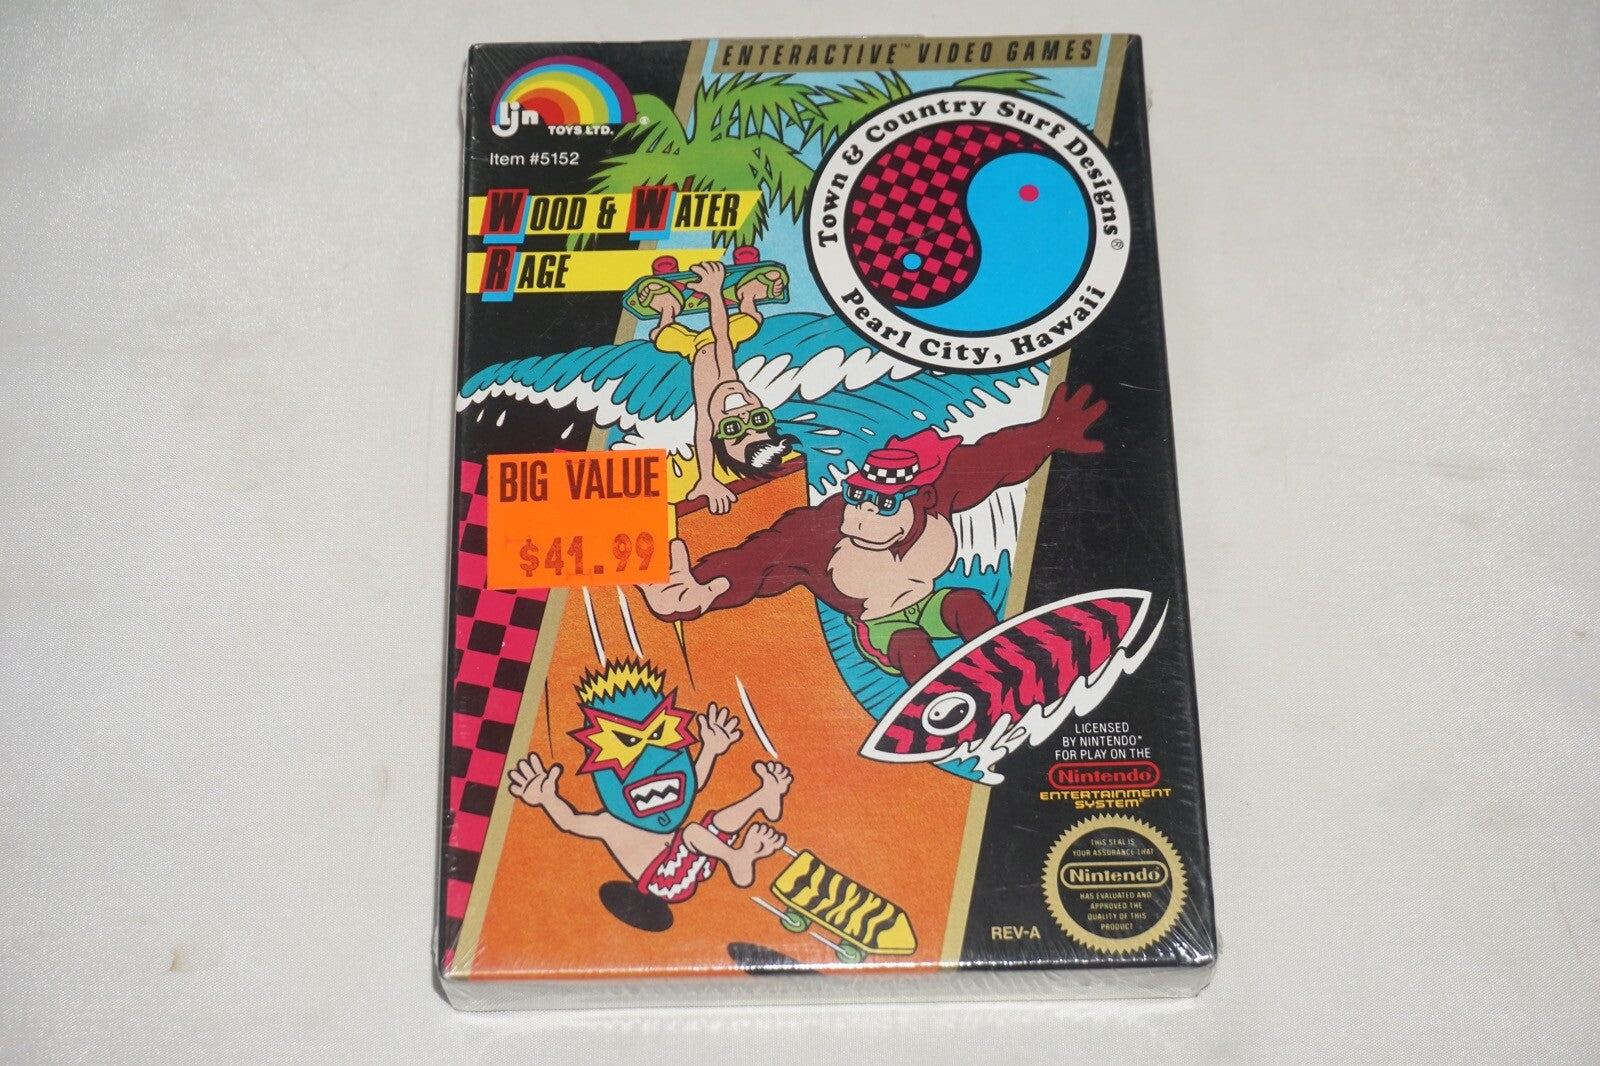 ENTERACTIVE™ VIDEO GAMES
ljn
TOYS LTD.®
Item #5152
Town & Country Surf Designs®
Pearl City, Hawaii
WOOD & WATER
RAGE
BIG VALUE
$41.99
LICENSED
BY NINTENDO®
FOR PLAY ON THE
Nintendo
ENTERTAINMENT
SYSTEM®
THIS SEAL IS
YOUR ASSURANCE THAT
Nintendo
HAS EVALUATED AND
APPROVED THE
QUALITY OF THIS
PRODUCT
REV-A